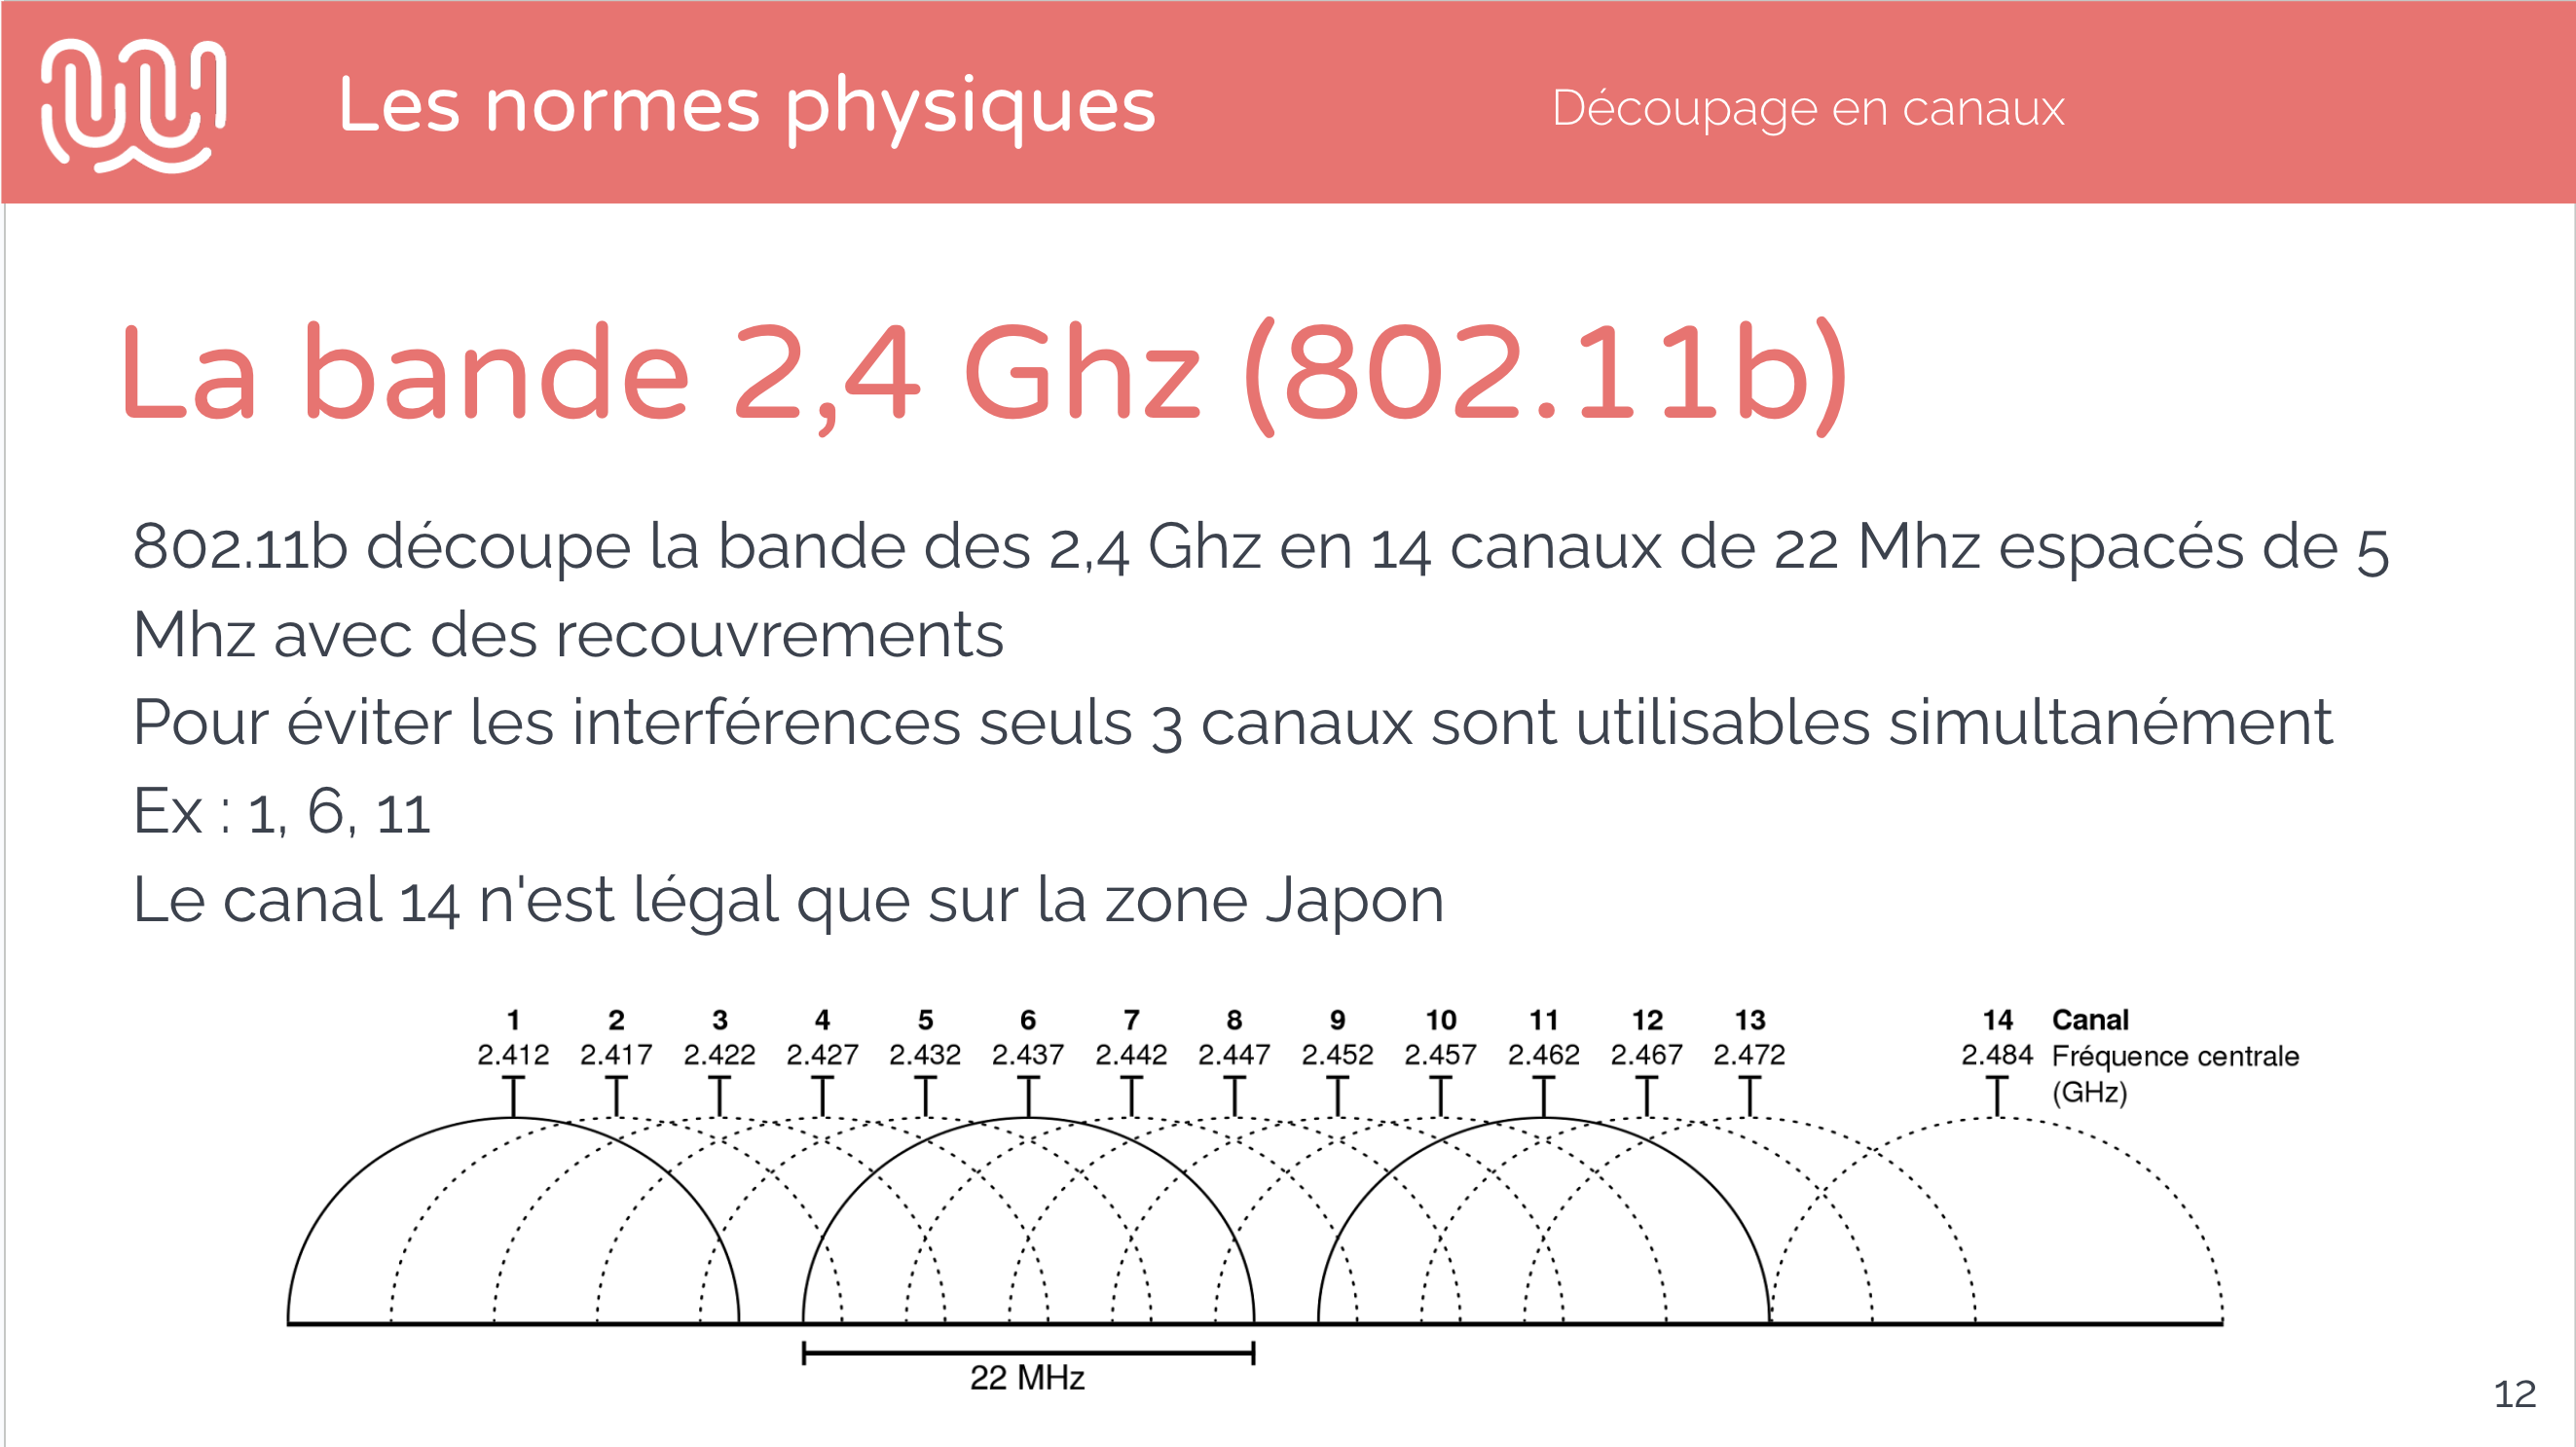 Les normes physiques
Découpage en canaux
La bande 2,4 Ghz (802.11b)
802.11b découpe la bande des 2,4 Ghz en 14 canaux de 22 Mhz espacés de 5
Mhz avec des recouvrements
Pour éviter les interférences seuls 3 canaux sont utilisables simultanément
Ex : 1, 6, 11
Le canal 14 n'est légal que sur la zone Japon
1 2 3 4 5 6 7 8 9 10 11 12 13 14 Canal
2.412 2.417 2.422 2.427 2.432 2.437 2.442 2.447 2.452 2.457 2.462 2.467 2.472 2.484 Fréquence centrale
(GHz)
22 MHz
12